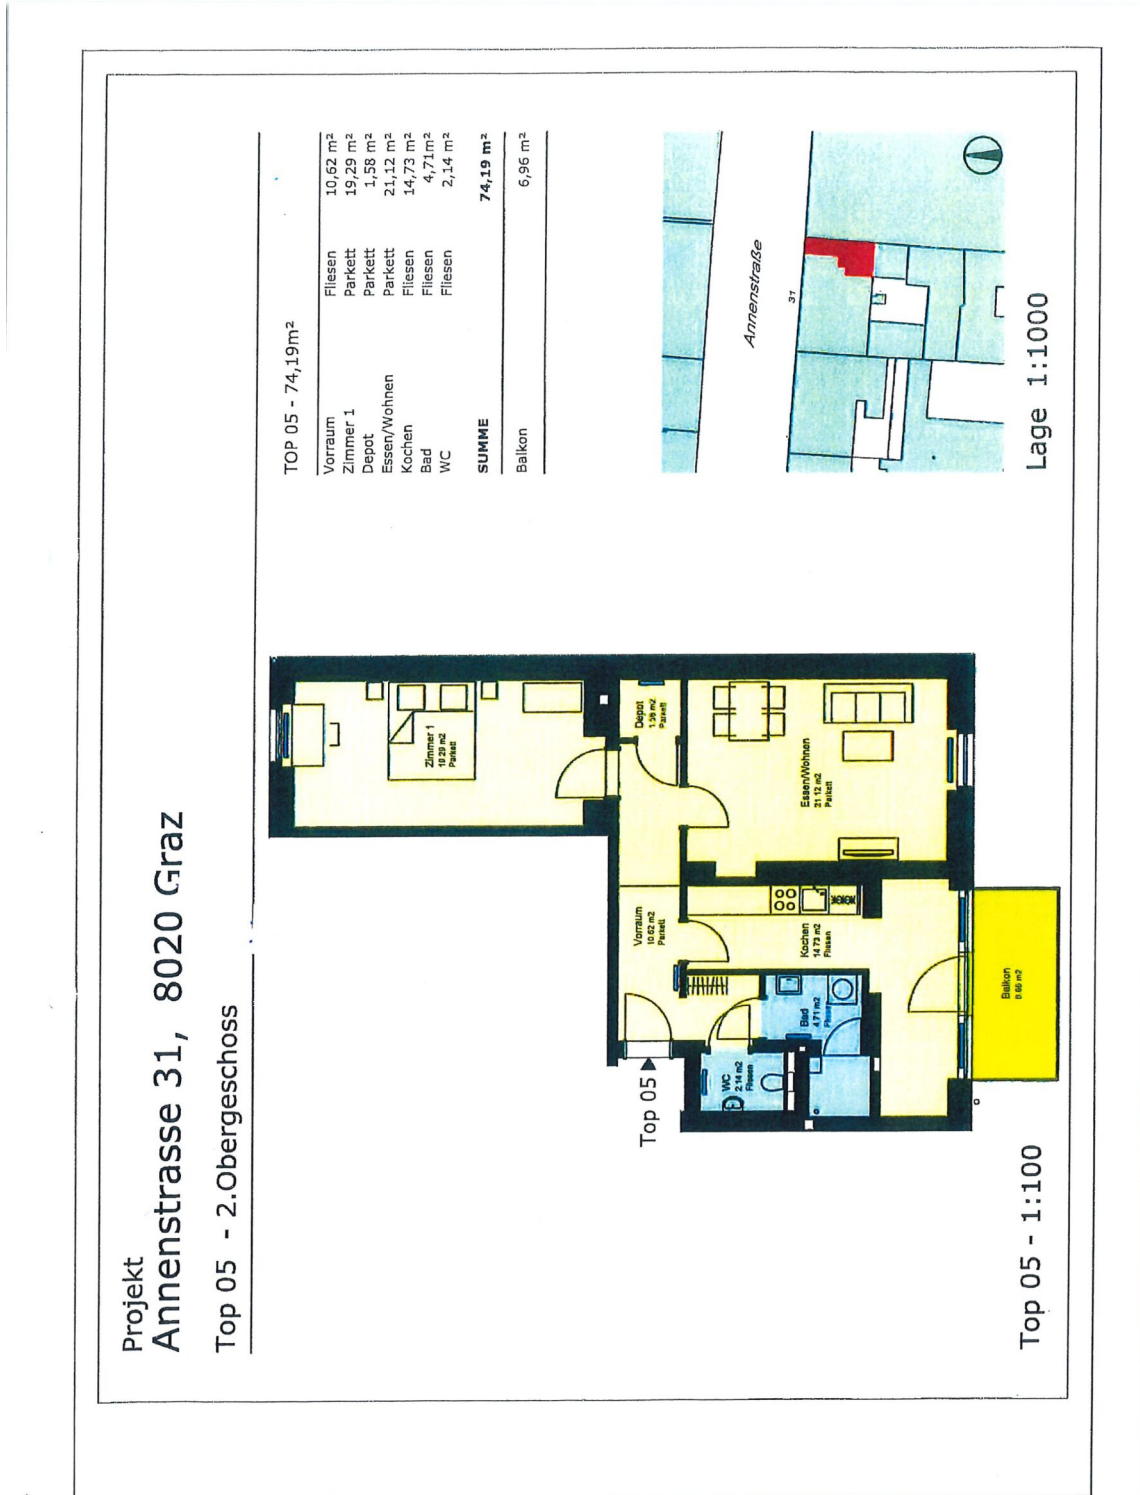 Projekt
Annenstrasse 31, 8020 Graz
Top 05 - 2.Obergeschoss
TOP 05 - 74,19m²
Vorraum Fliesen 10,62 m²
Zimmer 1 Parkett 19,29 m²
Depot Parkett 1,58 m²
Essen/Wohnen Parkett 21,12 m²
Kochen Fliesen 14,73 m²
Bad Fliesen 4,71m²
WC Fliesen 2,14 m²
SUMME 74,19 m²
Balkon 6,96 m²
Zimmer 1
19.29 m2
Parkett
Depot
Parkett
Vorraum
10.62 m2
Parkett
Essen/Wohnen
21.12 m2
Parkett
Kochen
14.73 m2
Fliesen
Bad
4.71 m2
Fliesen
WC
2.14 m2
Fliesen
Balkon
Top 05
Top 05 - 1:100
Annenstraße
31
Lage 1:1000